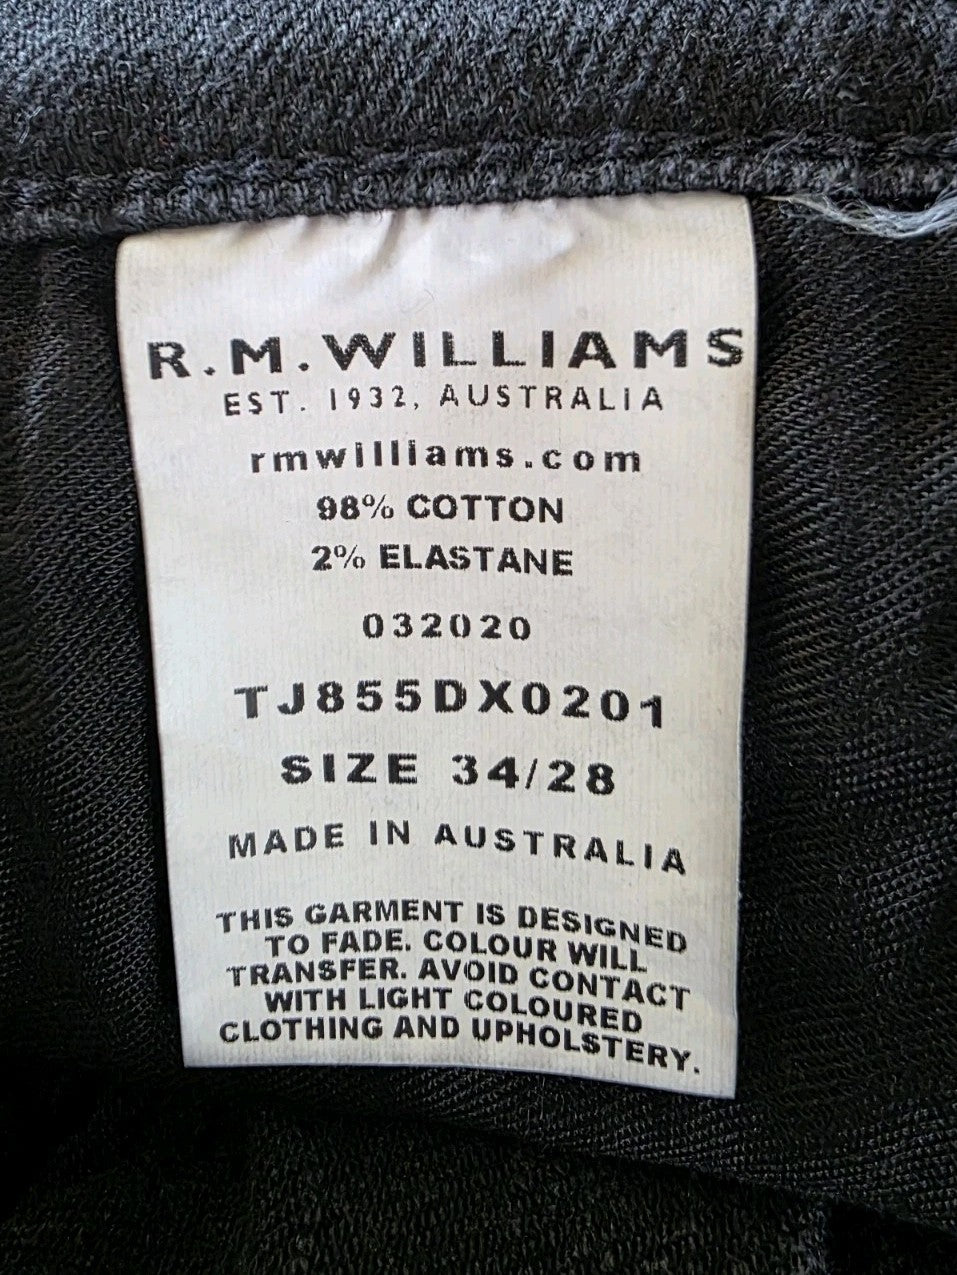 R.M.WILLIAMS
EST. 1932, AUSTRALIA
rmwilliams.com
98% COTTON
2% ELASTANE
032020
TJ855DX0201
SIZE 34/28
MADE IN AUSTRALIA
THIS GARMENT IS DESIGNED
TO FADE. COLOUR WILL
TRANSFER. AVOID CONTACT
WITH LIGHT COLOURED
CLOTHING AND UPHOLSTERY.